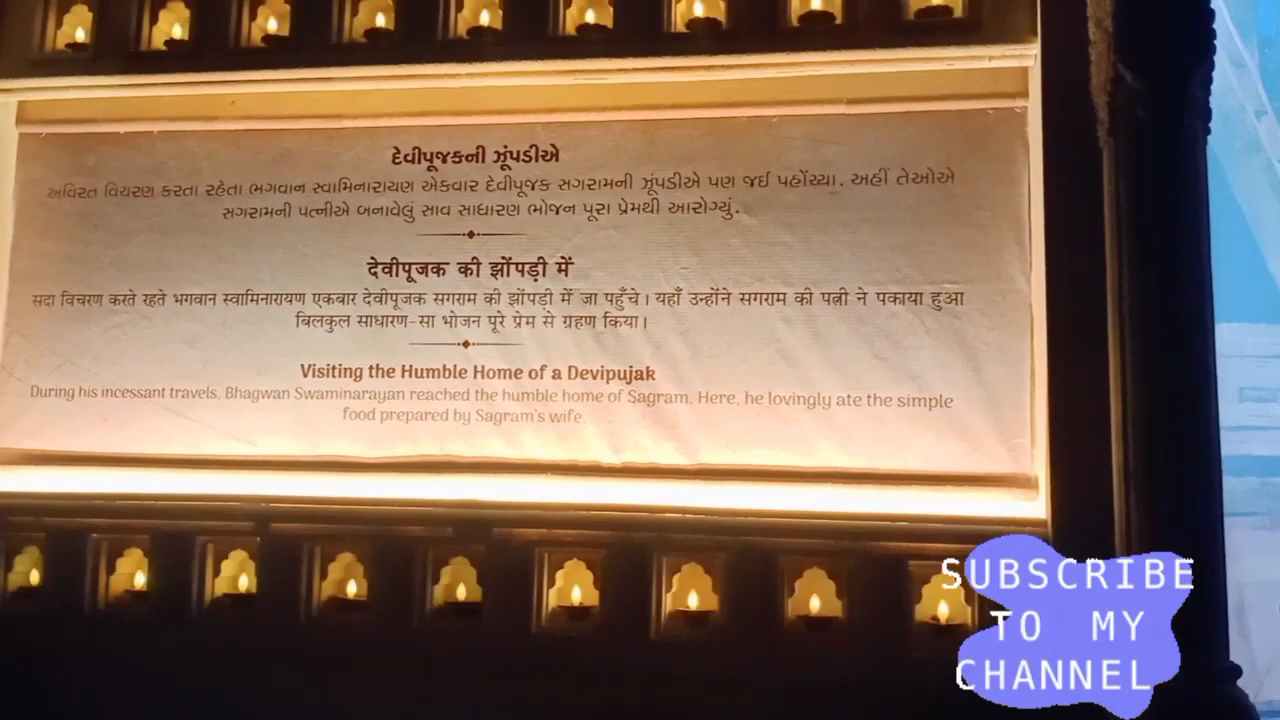 દેવીપૂજકની ઝૂંપડીએ
અવિરત વિચરણ કરતા રહેતા ભગવાન સ્વામિનારાયણ એકવાર દેવીપૂજક સગરામની ઝૂંપડીએ પણ જઈ પહોંચ્યા. અહીં તેઓએ
સગરામની પત્નીએ બનાવેલું સાવ સાધારણ ભોજન પૂરા પ્રેમથી આરોગ્યું.
देवीपूजक की झोंपड़ी में
सदा विचरण करते रहते भगवान स्वामिनारायण एकबार देवीपूजक सगराम की झोंपड़ी में जा पहुँचे। यहाँ उन्होंने सगराम की पत्नी ने पकाया हुआ
बिलकुल साधारण-सा भोजन पूरे प्रेम से ग्रहण किया।
Visiting the Humble Home of a Devipujak
During his incessant travels, Bhagwan Swaminarayan reached the humble home of Sagram. Here, he lovingly ate the simple
food prepared by Sagram's wife.
SUBSCRIBE
TO MY
CHANNEL